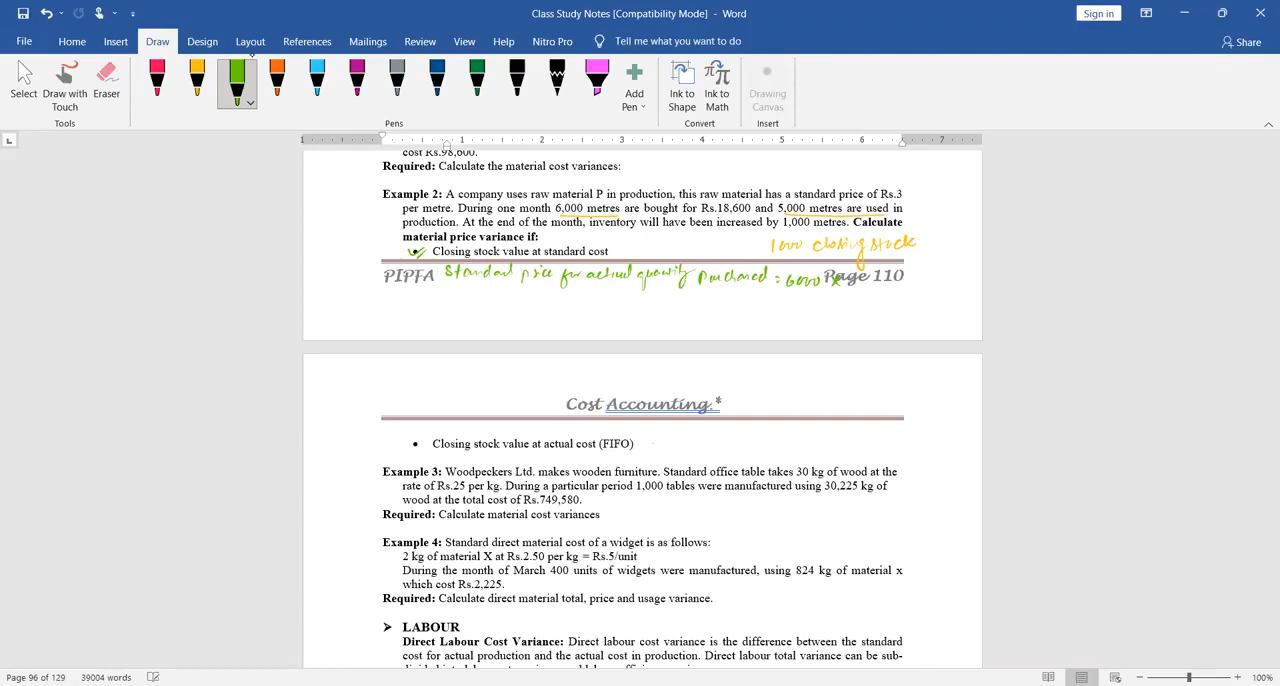 Class Study Notes [Compatibility Mode] - Word
Sign in
File Home Insert Draw Design Layout References Mailings Review View Help Nitro Pro Tell me what you want to do
Share
Select Draw with Touch Eraser
Add Pen
Ink to Shape Ink to Math
Drawing Canvas
Tools Pens Convert Insert
1 1 2 3 4 5 6 7
cost Rs.98,600.
Required: Calculate the material cost variances:
Example 2: A company uses raw material P in production, this raw material has a standard price of Rs.3
per metre. During one month 6,000 metres are bought for Rs.18,600 and 5,000 metres are used in
production. At the end of the month, inventory will have been increased by 1,000 metres. Calculate
material price variance if:
1000 closing stock
• Closing stock value at standard cost
PIPFA Page 110
Standard price for actual quantity purchased = 6000 x
Cost Accounting.*
• Closing stock value at actual cost (FIFO)
Example 3: Woodpeckers Ltd. makes wooden furniture. Standard office table takes 30 kg of wood at the
rate of Rs.25 per kg. During a particular period 1,000 tables were manufactured using 30,225 kg of
wood at the total cost of Rs.749,580.
Required: Calculate material cost variances
Example 4: Standard direct material cost of a widget is as follows:
2 kg of material X at Rs.2.50 per kg = Rs.5/unit
During the month of March 400 units of widgets were manufactured, using 824 kg of material x
which cost Rs.2,225.
Required: Calculate direct material total, price and usage variance.
➤ LABOUR
Direct Labour Cost Variance: Direct labour cost variance is the difference between the standard
cost for actual production and the actual cost in production. Direct labour total variance can be sub-
Page 96 of 129 39004 words
100%